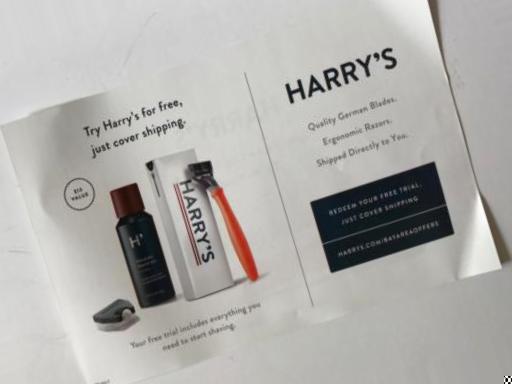 Try Harry's for free,
just cover shipping.
$13
VALUE
H'
HARRY'S
Your free trial includes everything you
need to start shaving.
HARRY'S
Quality German Blades.
Ergonomic Razors.
Shipped Directly to You.
REDEEM YOUR FREE TRIAL,
JUST COVER SHIPPING
HARRYS.COM/BAYAREAOFFERS